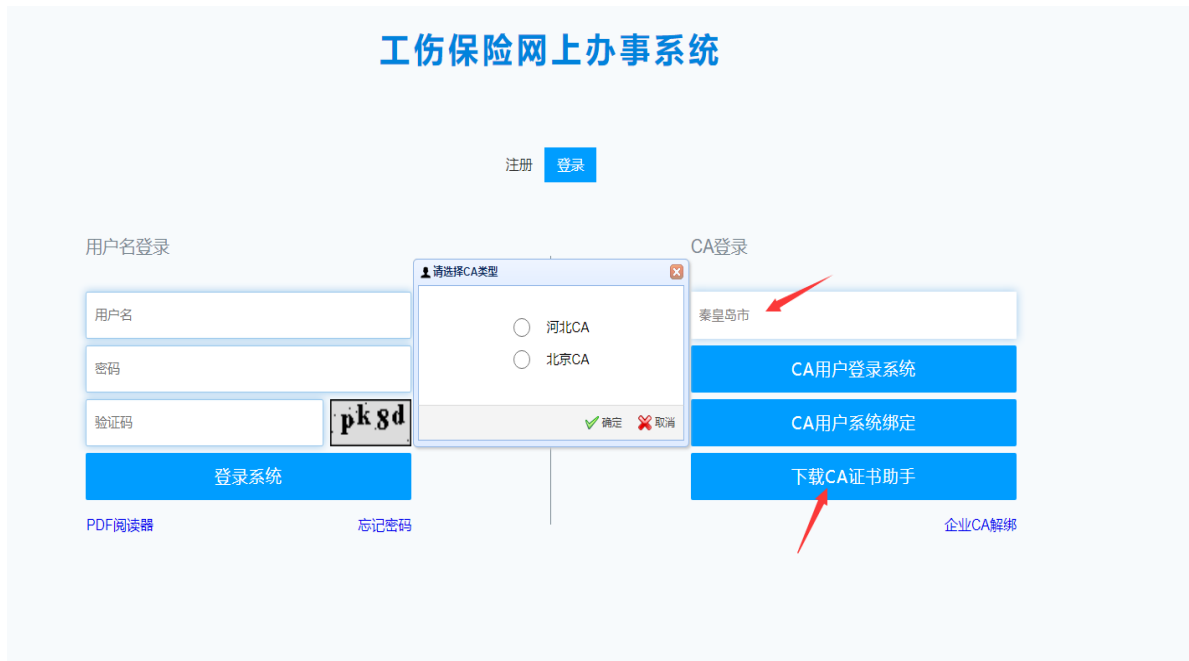 工伤保险网上办事系统
注册 登录
用户名登录
用户名
密码
验证码 pk8d
登录系统
PDF阅读器 忘记密码
请选择CA类型
河北CA
北京CA
确定 取消
CA登录
秦皇岛市
CA用户登录系统
CA用户系统绑定
下载CA证书助手
企业CA解绑